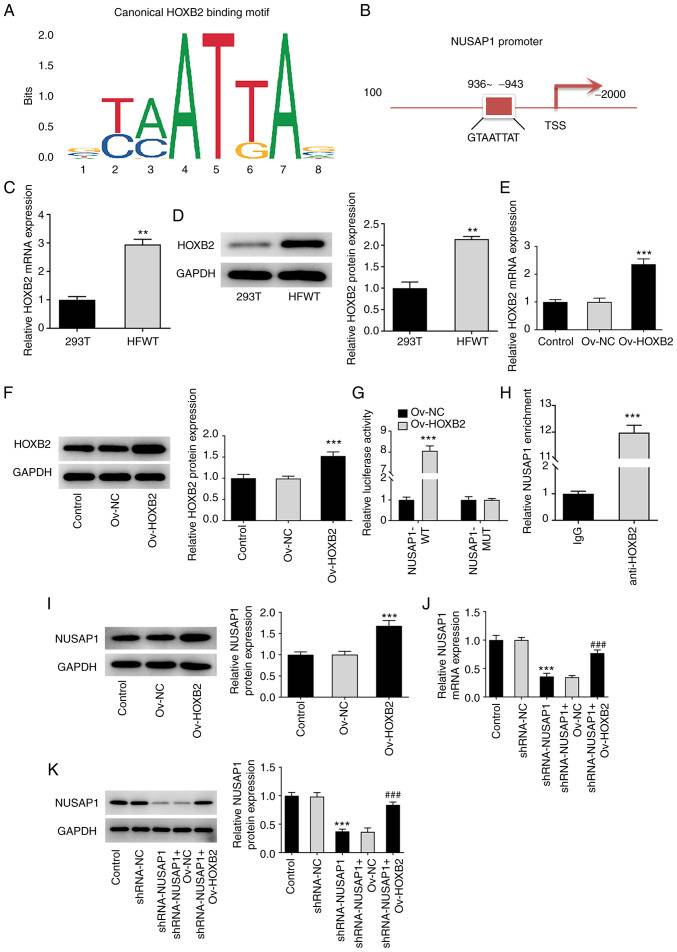 A
Canonical HOXB2 binding motif
2.0
1.5
1.0
0.5
0.0
Bits
T A A T T A
C C G
1 2 3 4 5 6 7 8
B
NUSAP1 promoter
936~ −943
100
−2000
TSS
GTAATTAT
C
Relative HOXB2 mRNA expression
4
3
2
1
0
**
293T HFWT
D
HOXB2
GAPDH
293T HFWT
Relative HOXB2 protein expression
2.5
2.0
1.5
1.0
0.5
0.0
**
293T HFWT
E
Relative HOXB2 mRNA expression
4
3
2
1
0
***
Control Ov-NC Ov-HOXB2
F
HOXB2
GAPDH
Control
Ov-NC
Ov-HOXB2
Relative HOXB2 protein expression
2.0
1.5
1.0
0.5
0.0
***
Control
Ov-NC
Ov-HOXB2
G
Ov-NC
Ov-HOXB2
Relative luciferase activity
10
8
6
4
2
2
1
0
***
NUSAP1-
WT
NUSAP1-
MUT
H
Relative NUSAP1 enrichment
13
12
11
2
1
0
***
IgG
anti-HOXB2
I
NUSAP1
GAPDH
Control
Ov-NC
Ov-HOXB2
Relative NUSAP1
protein expression
2.0
1.5
1.0
0.5
0.0
***
Control
Ov-NC
Ov-HOXB2
J
Relative NUSAP1
mRNA expression
1.5
1.0
0.5
0.0
***
###
Control
shRNA-NC
shRNA-NUSAP1
shRNA-NUSAP1+
Ov-NC
shRNA-NUSAP1+
Ov-HOXB2
K
NUSAP1
GAPDH
Control
shRNA-NC
shRNA-NUSAP1
shRNA-NUSAP1+
Ov-NC
shRNA-NUSAP1+
Ov-HOXB2
Relative NUSAP1
protein expression
1.5
1.0
0.5
0.0
***
###
Control
shRNA-NC
shRNA-NUSAP1
shRNA-NUSAP1+
Ov-NC
shRNA-NUSAP1+
Ov-HOXB2